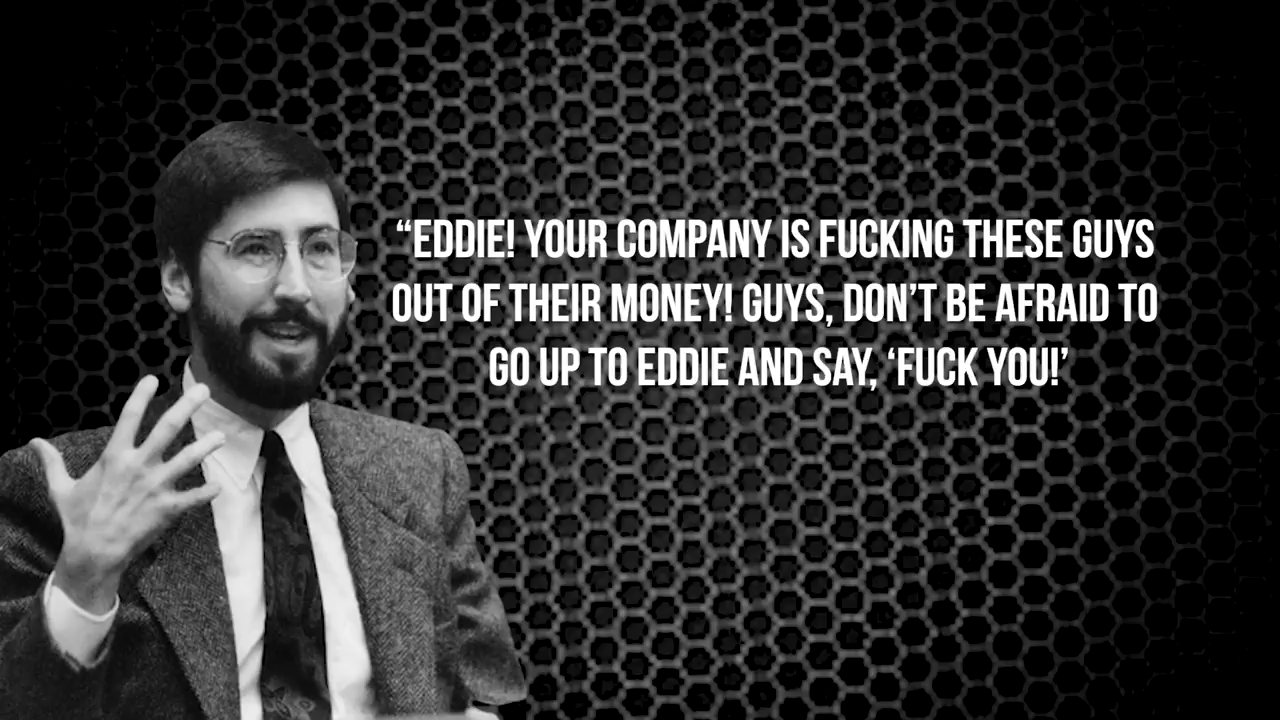 “EDDIE! YOUR COMPANY IS FUCKING THESE GUYS
OUT OF THEIR MONEY! GUYS, DON’T BE AFRAID TO
GO UP TO EDDIE AND SAY, ‘FUCK YOU!’